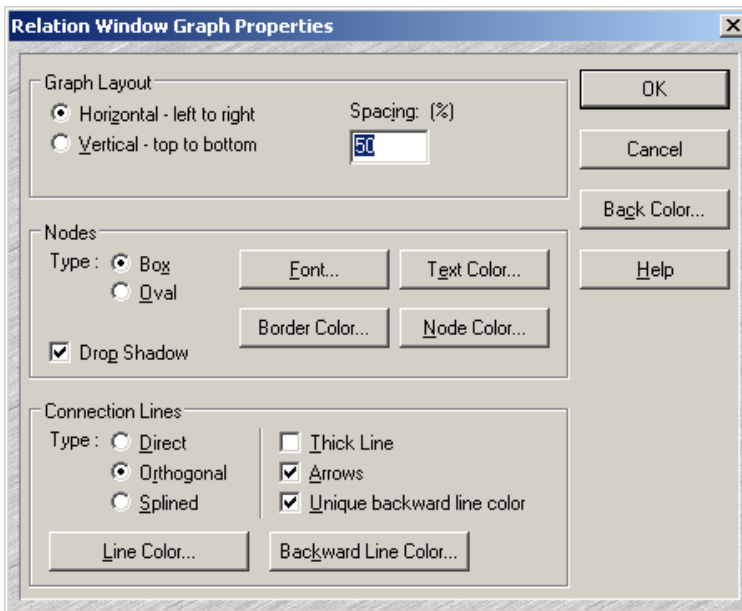 Relation Window Graph Properties
Graph Layout
Horizontal - left to right
Vertical - top to bottom
Spacing: (%)
50
OK
Cancel
Back Color...
Help
Nodes
Type :
Box
Oval
Drop Shadow
Font...
Text Color...
Border Color...
Node Color...
Connection Lines
Type :
Direct
Orthogonal
Splined
Thick Line
Arrows
Unique backward line color
Line Color...
Backward Line Color...